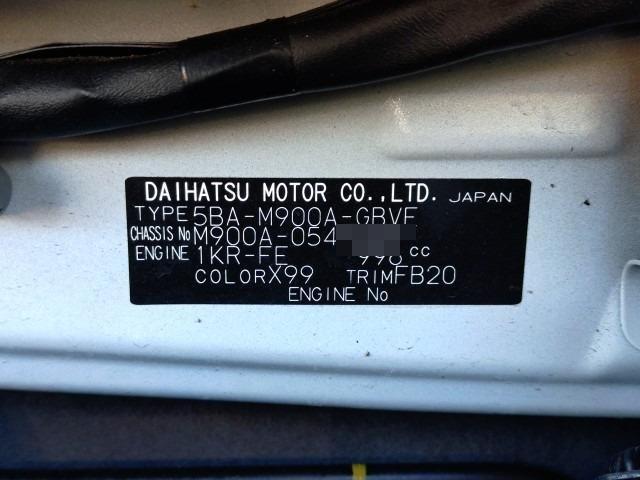 DAIHATSU MOTOR CO.,LTD. JAPAN
TYPE 5BA-M900A-GBVE
CHASSIS No M900A-054
ENGINE 1KR-FE 996 cc
COLOR X99 TRIM FB20
ENGINE No